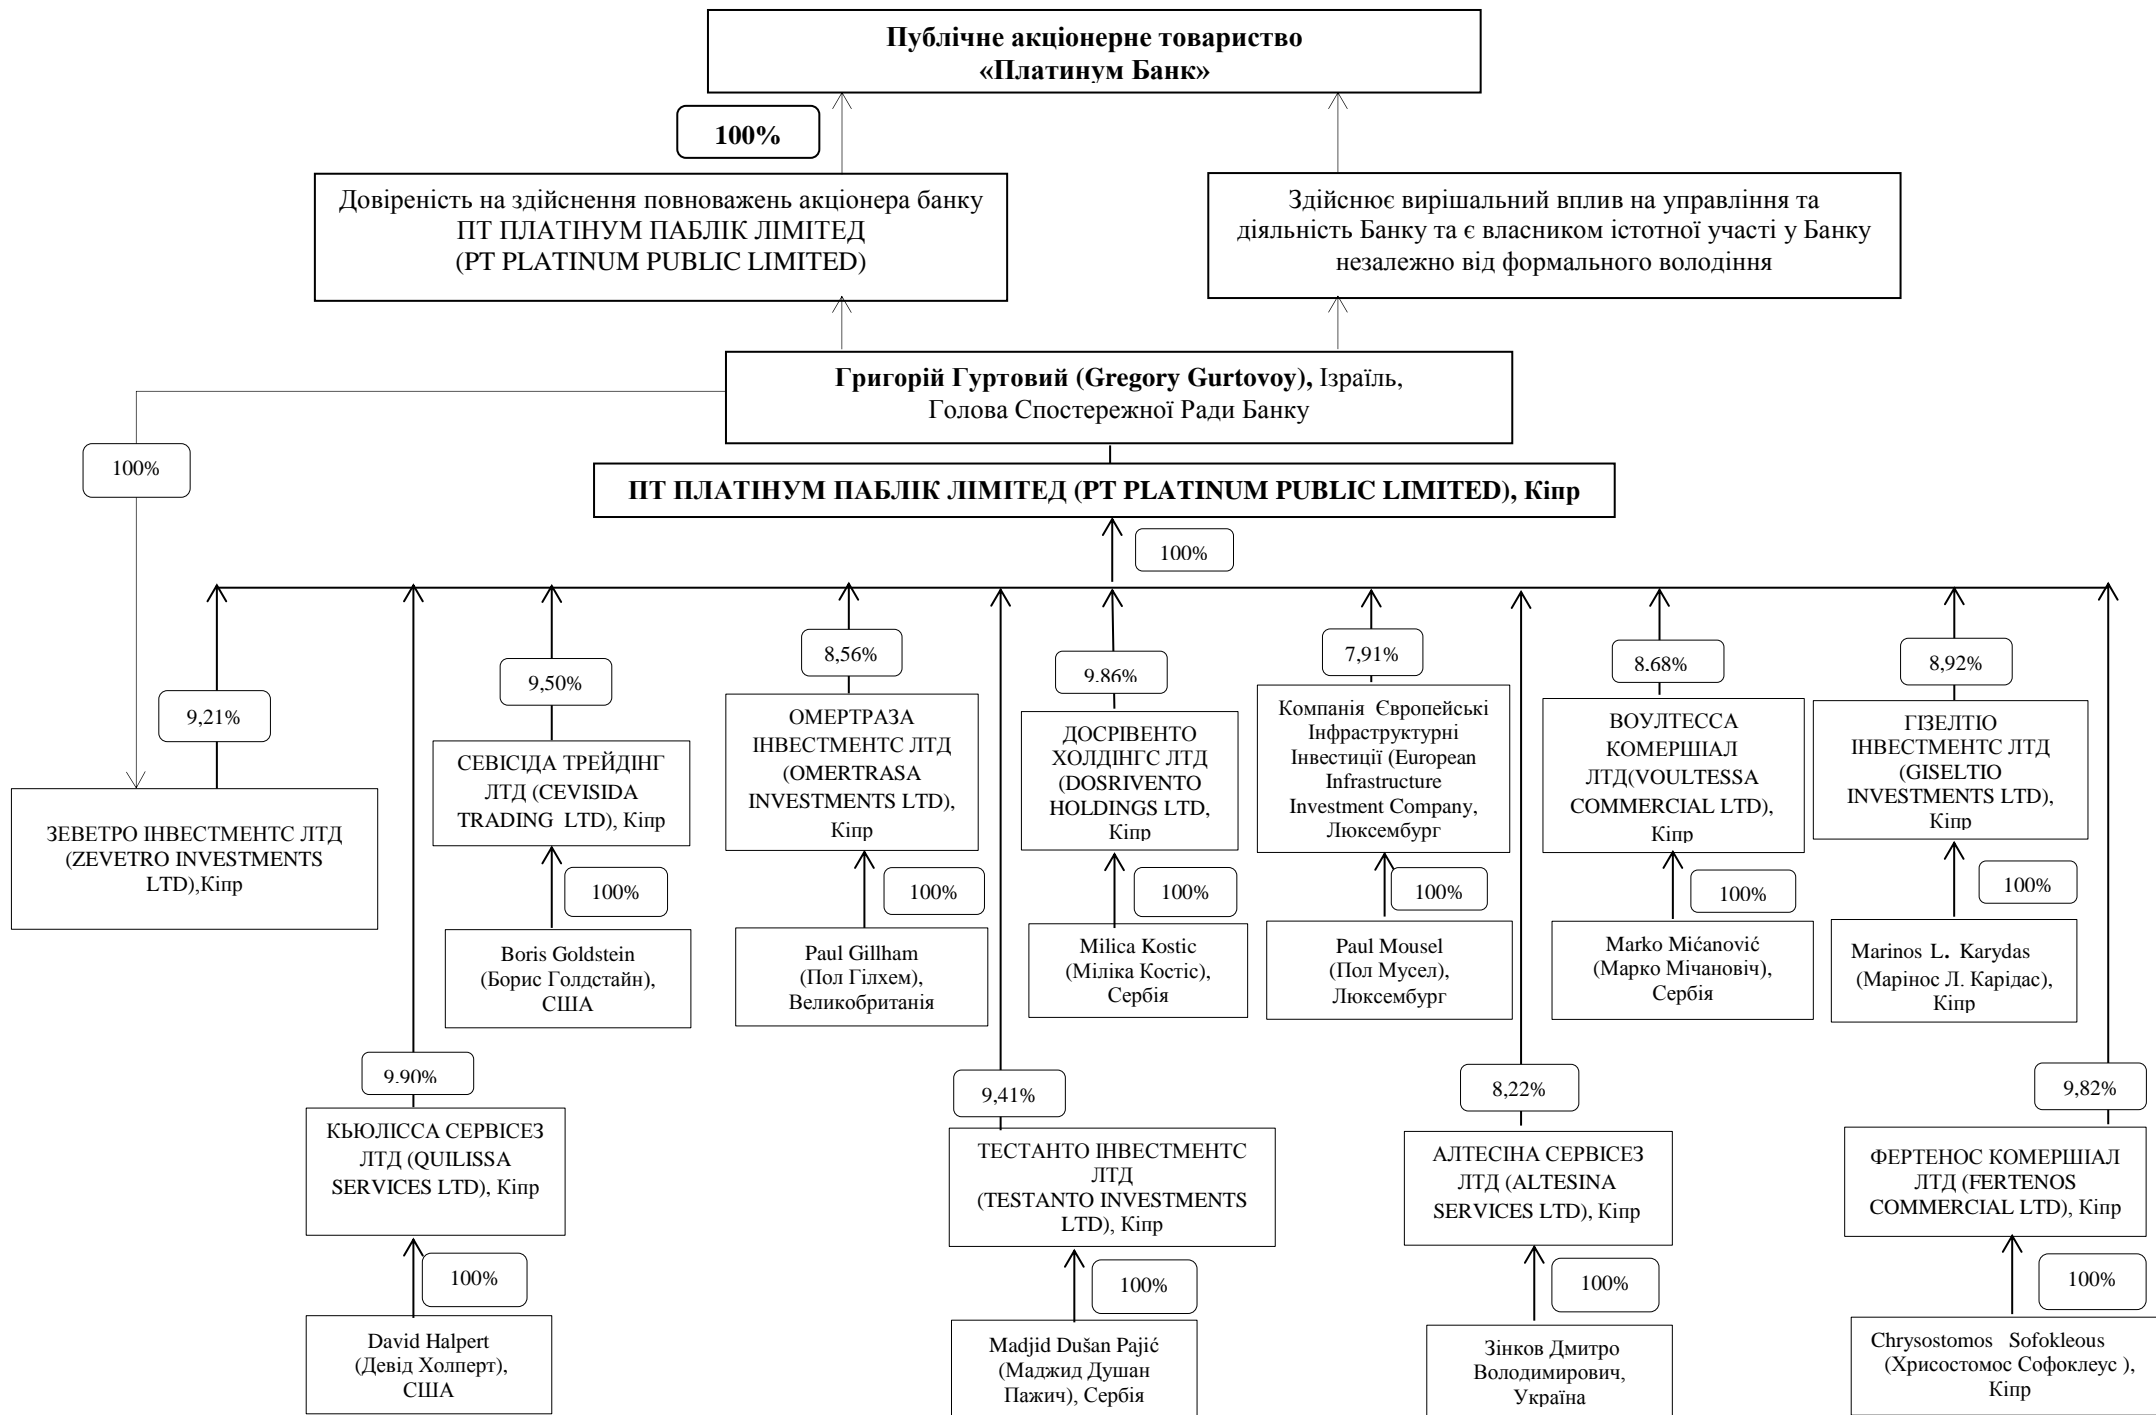 Публічне акціонерне товариство
«Платинум Банк»
100%
Довіреність на здійснення повноважень акціонера банку
ПТ ПЛАТІНУМ ПАБЛІК ЛІМІТЕД
(PT PLATINUM PUBLIC LIMITED)
Здійснює вирішальний вплив на управління та
діяльність Банку та є власником істотної участі у Банку
незалежно від формального володіння
Григорій Гуртовий (Gregory Gurtovoy), Ізраїль,
Голова Спостережної Ради Банку
100%
ПТ ПЛАТІНУМ ПАБЛІК ЛІМІТЕД (PT PLATINUM PUBLIC LIMITED), Кіпр
100%
9,21%
9,50%
8,56%
9,86%
7,91%
8,68%
8,92%
ЗЕВЕТРО ІНВЕСТМЕНТС ЛТД
(ZEVETRO INVESTMENTS
LTD),Кіпр
СЕВІСІДА ТРЕЙДІНГ
ЛТД (CEVISIDA
TRADING LTD), Кіпр
ОМЕРТРАЗА
ІНВЕСТМЕНТС ЛТД
(OMERTRASA
INVESTMENTS LTD),
Кіпр
ДОСРІВЕНТО
ХОЛДІНГС ЛТД
(DOSRIVENTO
HOLDINGS LTD,
Кіпр
Компанія Європейські
Інфраструктурні
Інвестиції (European
Infrastructure
Investment Company,
Люксембург
ВОУЛТЕССА
КОМЕРШІАЛ
ЛТД(VOULTESSA
COMMERCIAL LTD),
Кіпр
ГІЗЕЛТІО
ІНВЕСТМЕНТС ЛТД
(GISELTIO
INVESTMENTS LTD),
Кіпр
100%
100%
100%
100%
100%
100%
Boris Goldstein
(Борис Голдстайн),
США
Paul Gillham
(Пол Гілхем),
Великобританія
Milica Kostic
(Міліка Костіс),
Сербія
Paul Mousel
(Пол Мусел),
Люксембург
Marko Mićanović
(Марко Мічановіч),
Сербія
Marinos L. Karydas
(Марінос Л. Карідас),
Кіпр
9,90%
9,41%
8,22%
9,82%
КЬЮЛІССА СЕРВІСЕЗ
ЛТД (QUILISSA
SERVICES LTD), Кіпр
ТЕСТАНТО ІНВЕСТМЕНТС
ЛТД
(TESTANTO INVESTMENTS
LTD), Кіпр
АЛТЕСІНА СЕРВІСЕЗ
ЛТД (ALTESINA
SERVICES LTD), Кіпр
ФЕРТЕНОС КОМЕРШІАЛ
ЛТД (FERTENOS
COMMERCIAL LTD), Кіпр
100%
100%
100%
100%
David Halpert
(Девід Холперт),
США
Madjid Dušan Pajić
(Маджид Душан
Пажич), Сербія
Зінков Дмитро
Володимирович,
Україна
Chrysostomos Sofokleous
(Хрисостомос Софоклеус ),
Кіпр